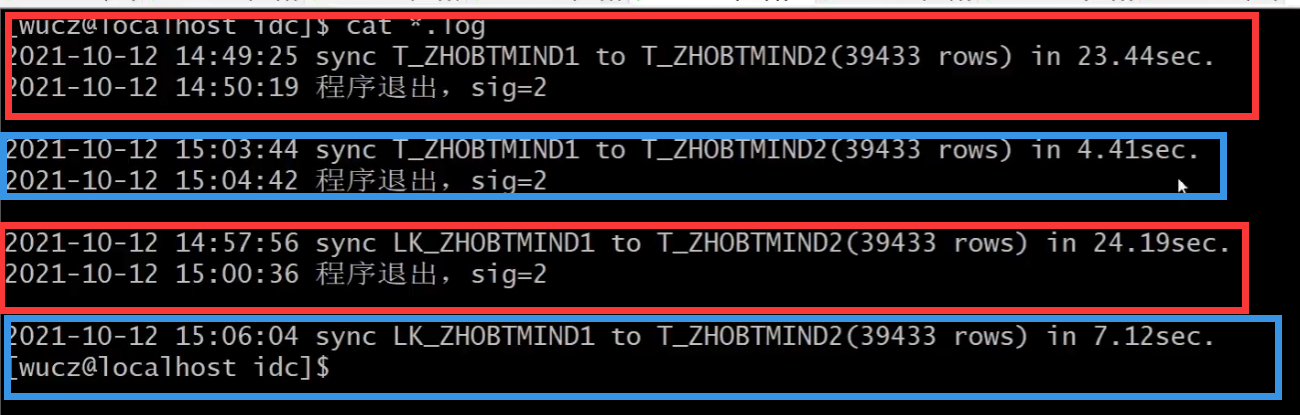 [wucz@localhost idc]$ cat *.log
2021-10-12 14:49:25 sync T_ZHOBTMIND1 to T_ZHOBTMIND2(39433 rows) in 23.44sec.
2021-10-12 14:50:19 程序退出，sig=2
2021-10-12 15:03:44 sync T_ZHOBTMIND1 to T_ZHOBTMIND2(39433 rows) in 4.41sec.
2021-10-12 15:04:42 程序退出，sig=2
2021-10-12 14:57:56 sync LK_ZHOBTMIND1 to T_ZHOBTMIND2(39433 rows) in 24.19sec.
2021-10-12 15:00:36 程序退出，sig=2
2021-10-12 15:06:04 sync LK_ZHOBTMIND1 to T_ZHOBTMIND2(39433 rows) in 7.12sec.
[wucz@localhost idc]$